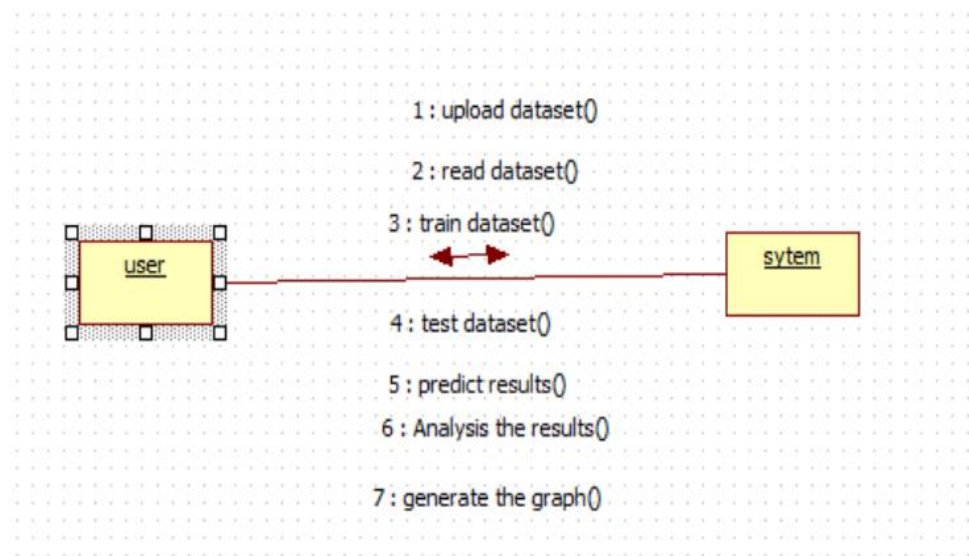 1 : upload dataset()
2 : read dataset()
3 : train dataset()
user
sytem
4 : test dataset()
5 : predict results()
6 : Analysis the results()
7 : generate the graph()